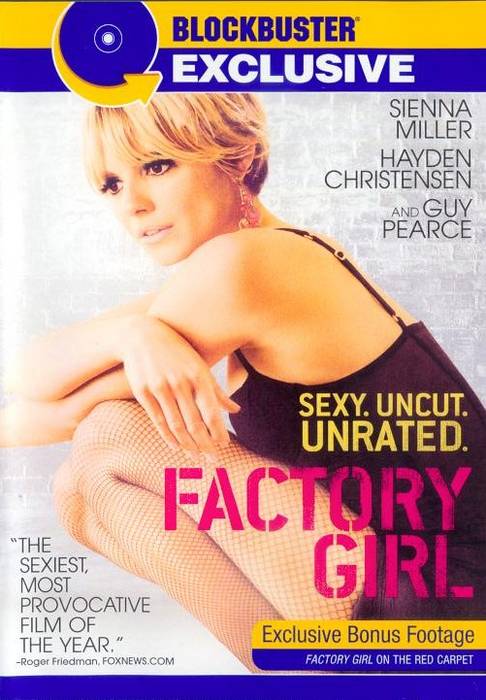 BLOCKBUSTER®
EXCLUSIVE
SIENNA
MILLER
HAYDEN
CHRISTENSEN
AND GUY
PEARCE
SEXY. UNCUT.
UNRATED.
FACTORY
GIRL
"THE
SEXIEST,
MOST
PROVOCATIVE
FILM OF
THE YEAR."
–Roger Friedman, FOXNEWS.COM
Exclusive Bonus Footage
FACTORY GIRL ON THE RED CARPET